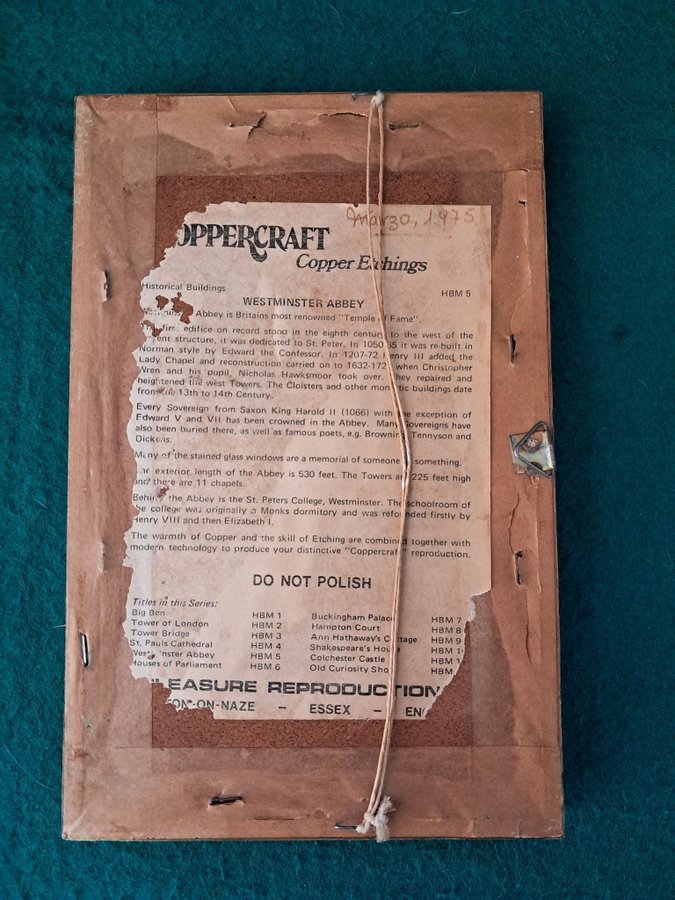 Marzo, 1.975
OPPERCRAFT
Copper Etchings
Historical Buildings HBM 5
WESTMINSTER ABBEY
Abbey is Britains most renowned "Temple of Fame".
first edifice on record stood in the eighth century to the west of the
ent structure, it was dedicated to St. Peter. In 1050 65 it was re-built in
Norman style by Edward the Confessor. In 1207-72 Henry III added the
Lady Chapel and reconstruction carried on to 1632-172 when Christopher
Wren and his pupil, Nicholas Hawksmoor took over. They repaired and
heightened the west Towers. The Cloisters and other monastic buildings date
from the 13th to 14th Century.
Every Sovereign from Saxon King Harold II (1066) with the exception of
Edward V and VII has been crowned in the Abbey. Many Sovereigns have
also been buried there, as well as famous poets, e.g. Browning Tennyson and
Dickens.
Many of the stained glass windows are a memorial of someone or something.
The exterior length of the Abbey is 530 feet. The Towers are 225 feet high
and there are 11 chapels.
Behind the Abbey is the St. Peters College, Westminster. The schoolroom of
the college was originally a Monks dormitory and was refounded firstly by
Henry VIII and then Elizabeth I.
The warmth of Copper and the skill of Etching are combined together with
modern technology to produce your distinctive "Coppercraft" reproduction.
DO NOT POLISH
Titles in this Series:
Big Ben HBM 1 Buckingham Palace HBM 7
Tower of London HBM 2 Hampton Court HBM 8
Tower Bridge HBM 3 Ann Hathaway's Cottage HBM 9
St. Pauls Cathedral HBM 4 Shakespeare's House HBM 1
Westminster Abbey HBM 5 Colchester Castle HBM 1
Houses of Parliament HBM 6 Old Curiosity Sho HBM
LEASURE REPRODUCTION
TON-ON-NAZE – ESSEX – EN